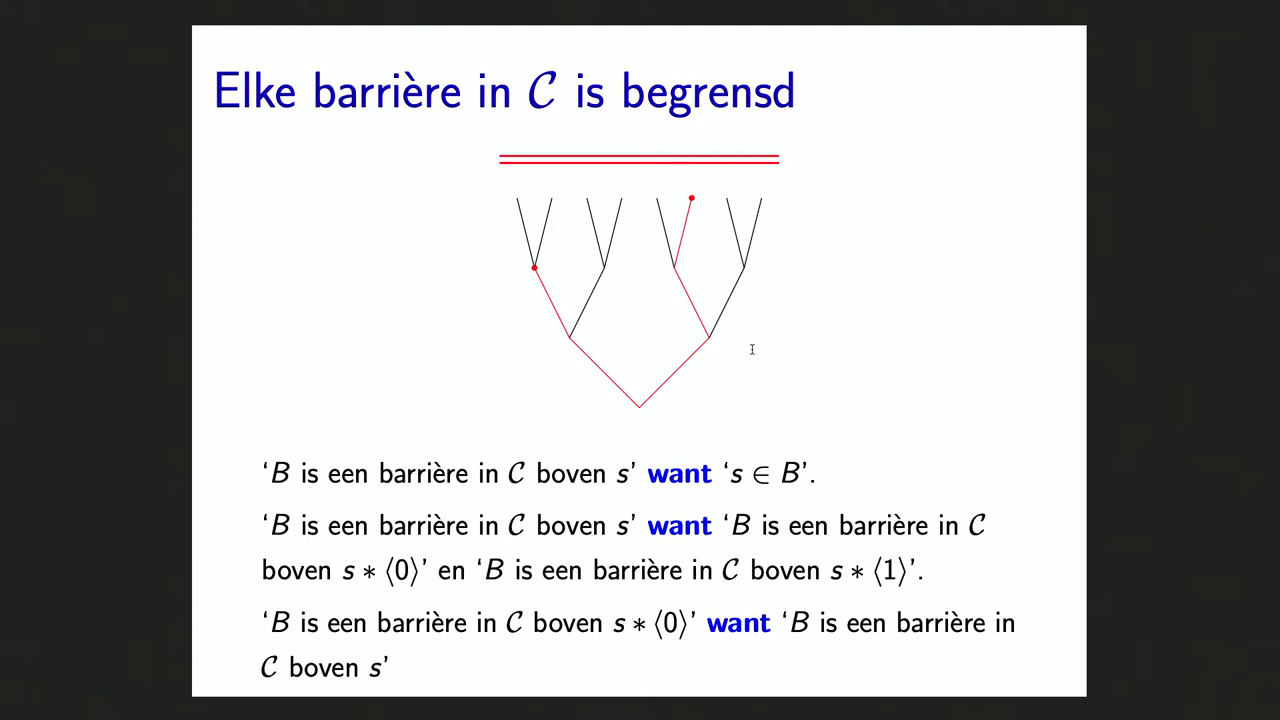 Elke barrière in 𝒞 is begrensd
‘B is een barrière in 𝒞 boven s’ want ‘s ∈ B’.
‘B is een barrière in 𝒞 boven s’ want ‘B is een barrière in 𝒞
boven s ∗ ⟨0⟩’ en ‘B is een barrière in 𝒞 boven s ∗ ⟨1⟩’.
‘B is een barrière in 𝒞 boven s ∗ ⟨0⟩’ want ‘B is een barrière in
𝒞 boven s’